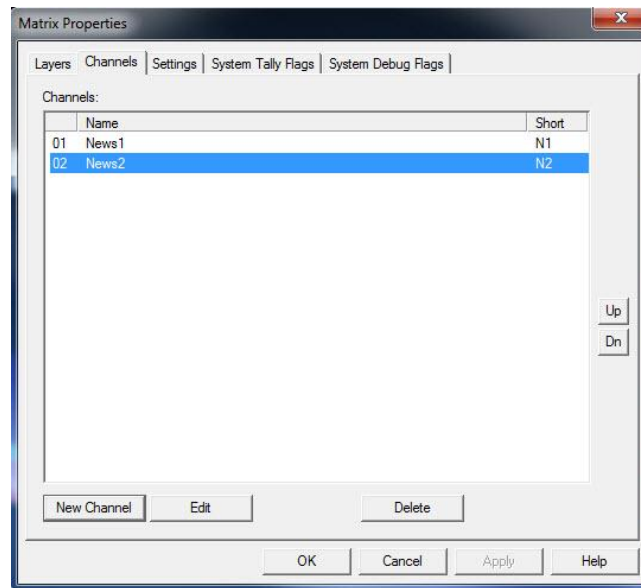 Matrix Properties
Layers Channels Settings System Tally Flags System Debug Flags
Channels:
Name Short
01 News1 N1
02 News2 N2
Up
Dn
New Channel Edit Delete
OK Cancel Apply Help